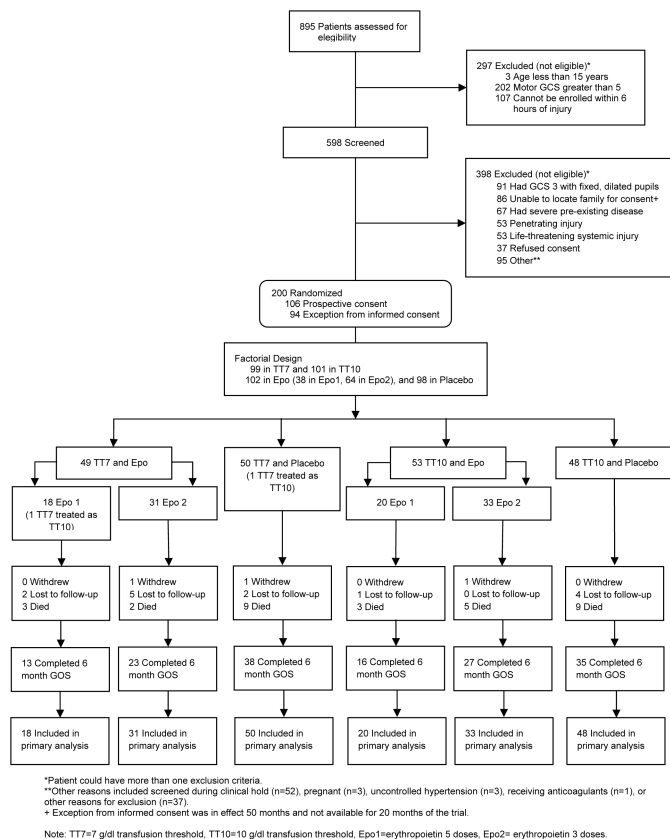 895 Patients assessed for
elegibility
297 Excluded (not eligible)*
3 Age less than 15 years
202 Motor GCS greater than 5
107 Cannot be enrolled within 6
hours of injury
598 Screened
398 Excluded (not eligible)*
91 Had GCS 3 with fixed, dilated pupils
86 Unable to locate family for consent+
67 Had severe pre-existing disease
53 Penetrating injury
53 Life-threatening systemic injury
37 Refused consent
95 Other**
200 Randomized
106 Prospective consent
94 Exception from informed consent
Factorial Design
99 in TT7 and 101 in TT10
102 in Epo (38 in Epo1, 64 in Epo2), and 98 in Placebo
49 TT7 and Epo
50 TT7 and Placebo
(1 TT7 treated as
TT10)
53 TT10 and Epo
48 TT10 and Placebo
18 Epo 1
(1 TT7 treated as
TT10)
31 Epo 2
20 Epo 1
33 Epo 2
0 Withdrew
2 Lost to follow-up
3 Died
1 Withdrew
5 Lost to follow-up
2 Died
1 Withdrew
2 Lost to follow-up
9 Died
0 Withdrew
1 Lost to follow-up
3 Died
1 Withdrew
0 Lost to follow-up
5 Died
0 Withdrew
4 Lost to follow-up
9 Died
13 Completed 6
month GOS
23 Completed 6
month GOS
38 Completed 6
month GOS
16 Completed 6
month GOS
27 Completed 6
month GOS
35 Completed 6
month GOS
18 Included in
primary analysis
31 Included in
primary analysis
50 Included in
primary analysis
20 Included in
primary analysis
33 Included in
primary analysis
48 Included in
primary analysis
*Patient could have more than one exclusion criteria.
**Other reasons included screened during clinical hold (n=52), pregnant (n=3), uncontrolled hypertension (n=3), receiving anticoagulants (n=1), or
other reasons for exclusion (n=37).
+ Exception from informed consent was in effect 50 months and not available for 20 months of the trial.
Note: TT7=7 g/dl transfusion threshold, TT10=10 g/dl transfusion threshold, Epo1=erythropoietin 5 doses, Epo2= erythropoietin 3 doses.